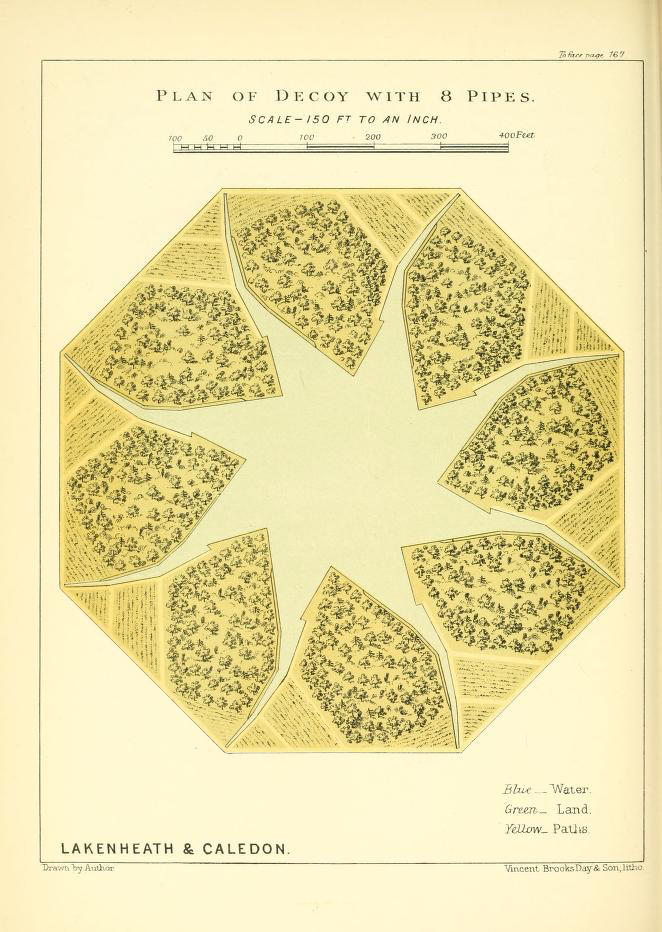 To face page 167
PLAN OF DECOY WITH 8 PIPES.
SCALE–150 FT TO AN INCH.
100 50 0 100 200 300 400 Feet
Blue __ Water.
Green _ Land.
Yellow _ Paths.
LAKENHEATH & CALEDON.
Drawn by Author
Vincent Brooks Day & Son, litho.